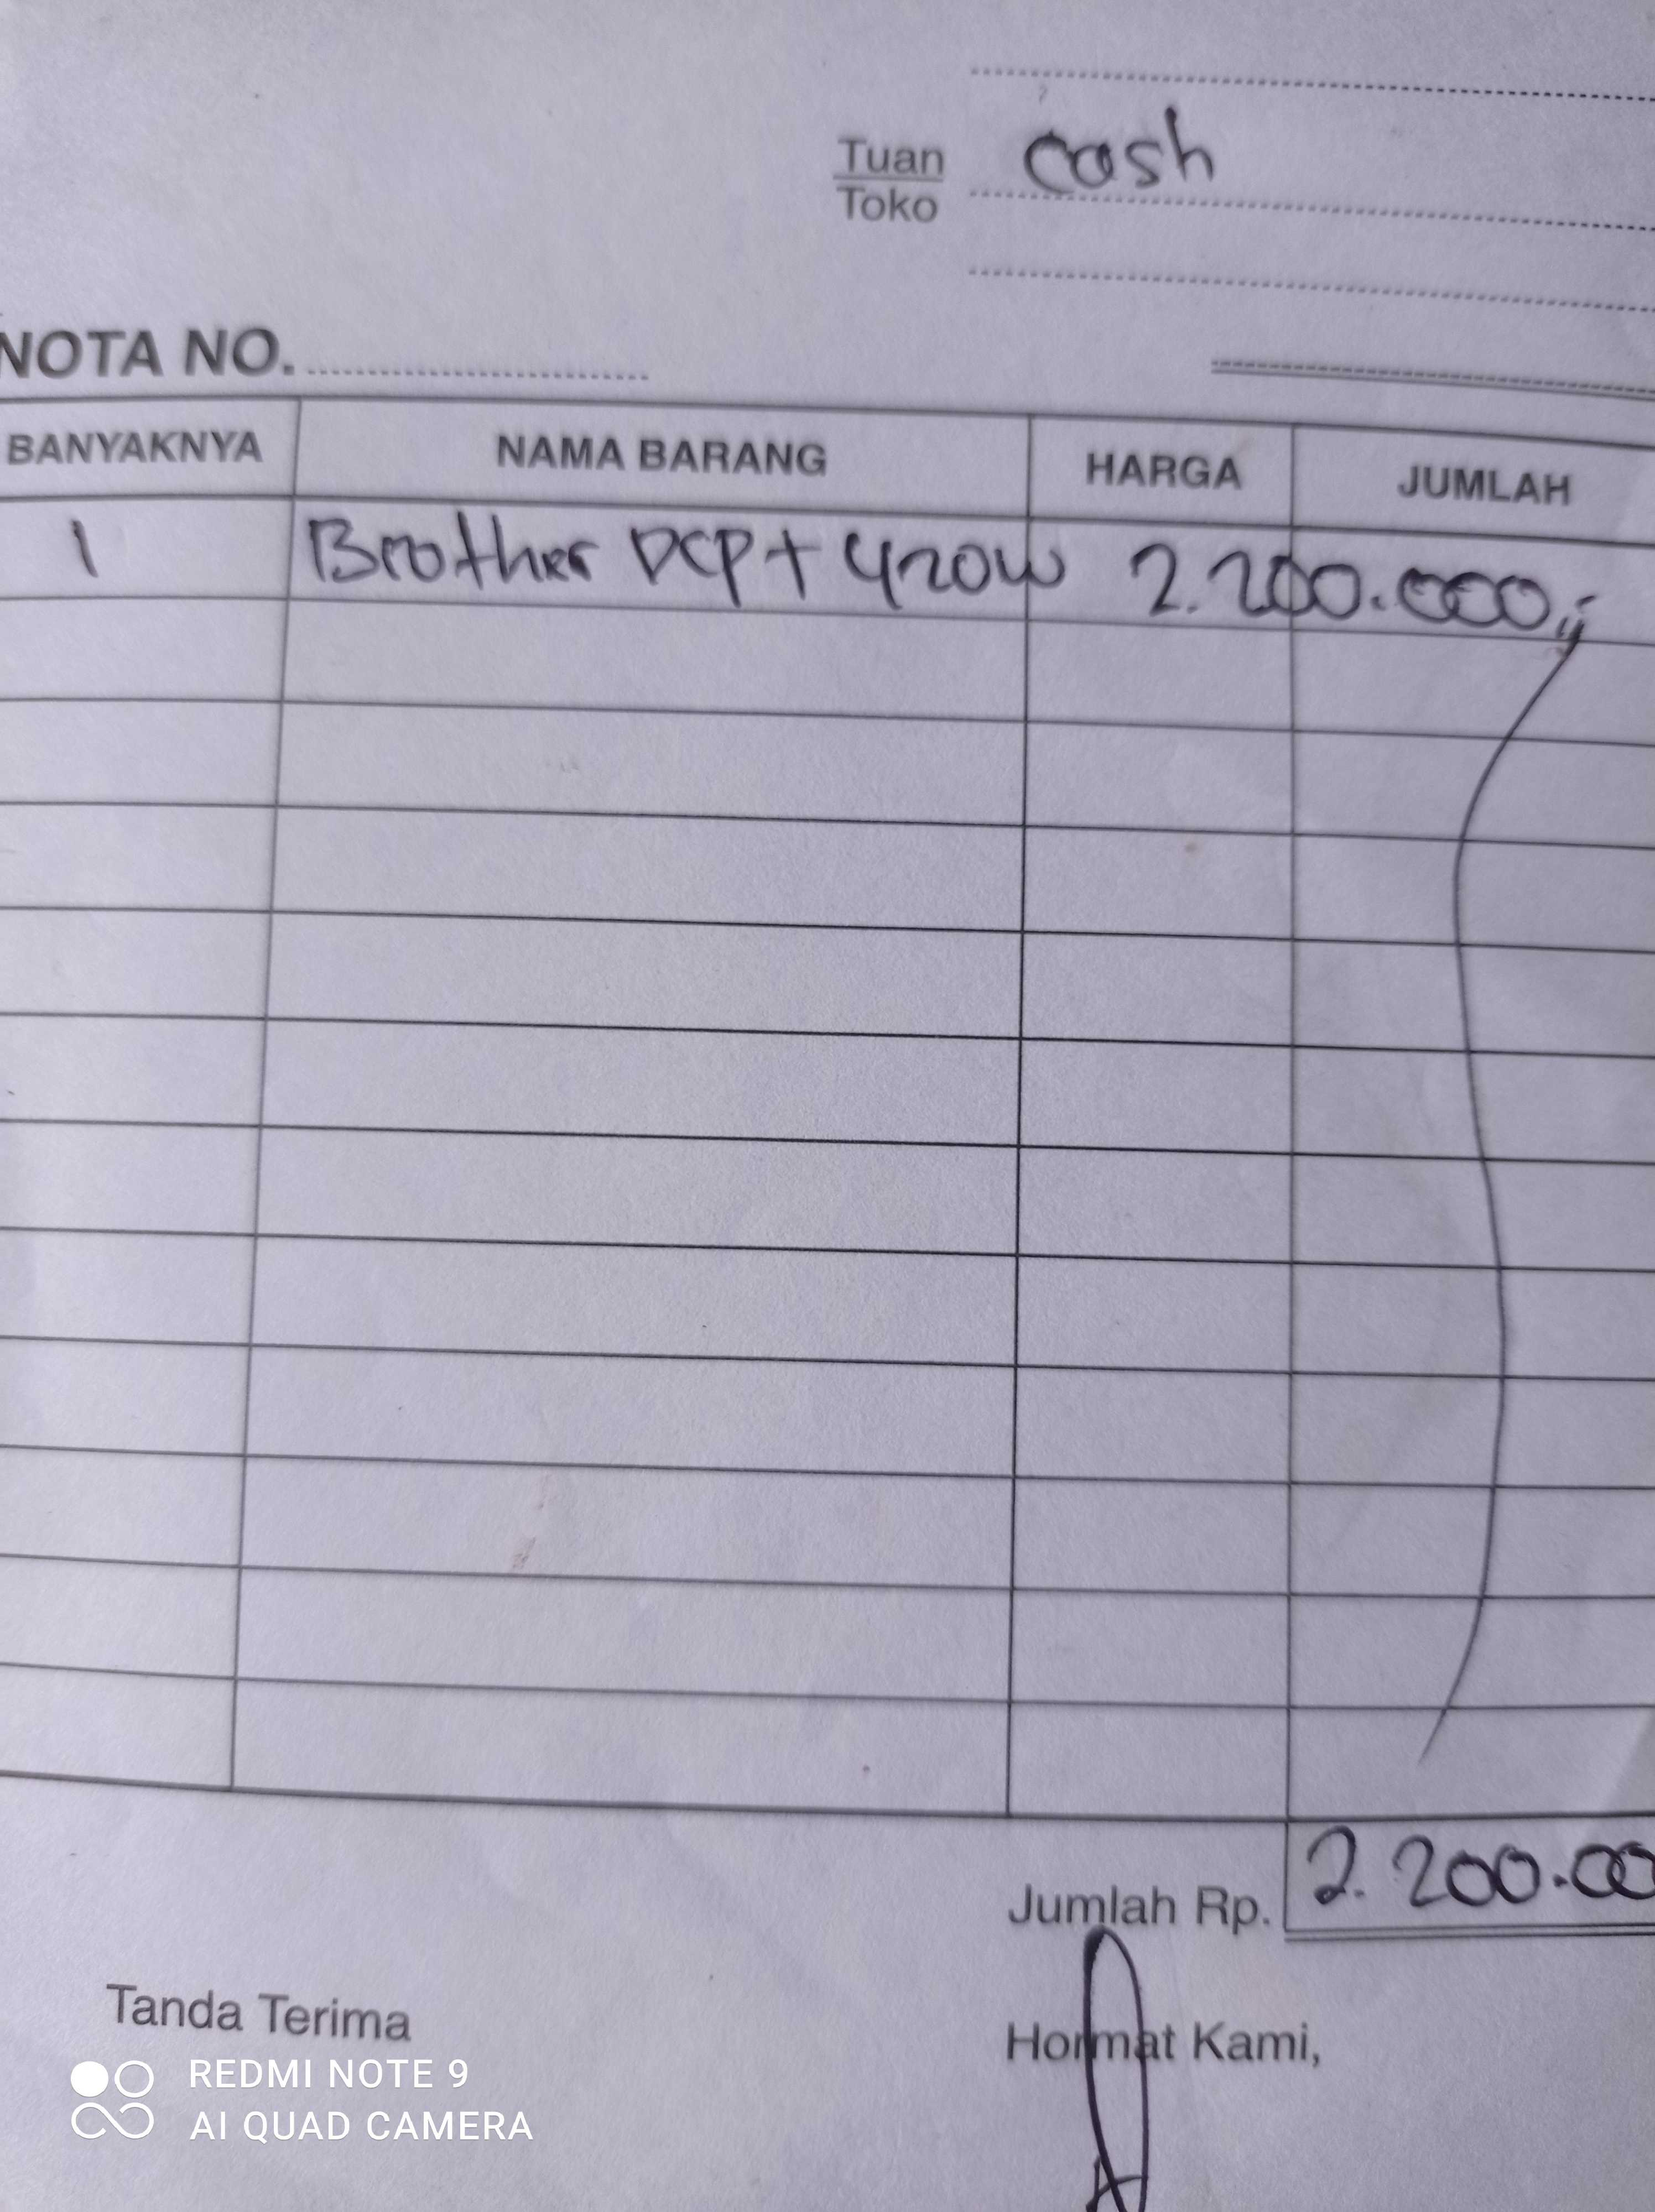 Tuan cash
Toko
NOTA NO.
BANYAKNYA NAMA BARANG HARGA JUMLAH
1 Brother DCP T 420W 2.200.000,-
Jumlah Rp. 2.200.00
Tanda Terima Hormat Kami,
REDMI NOTE 9
AI QUAD CAMERA